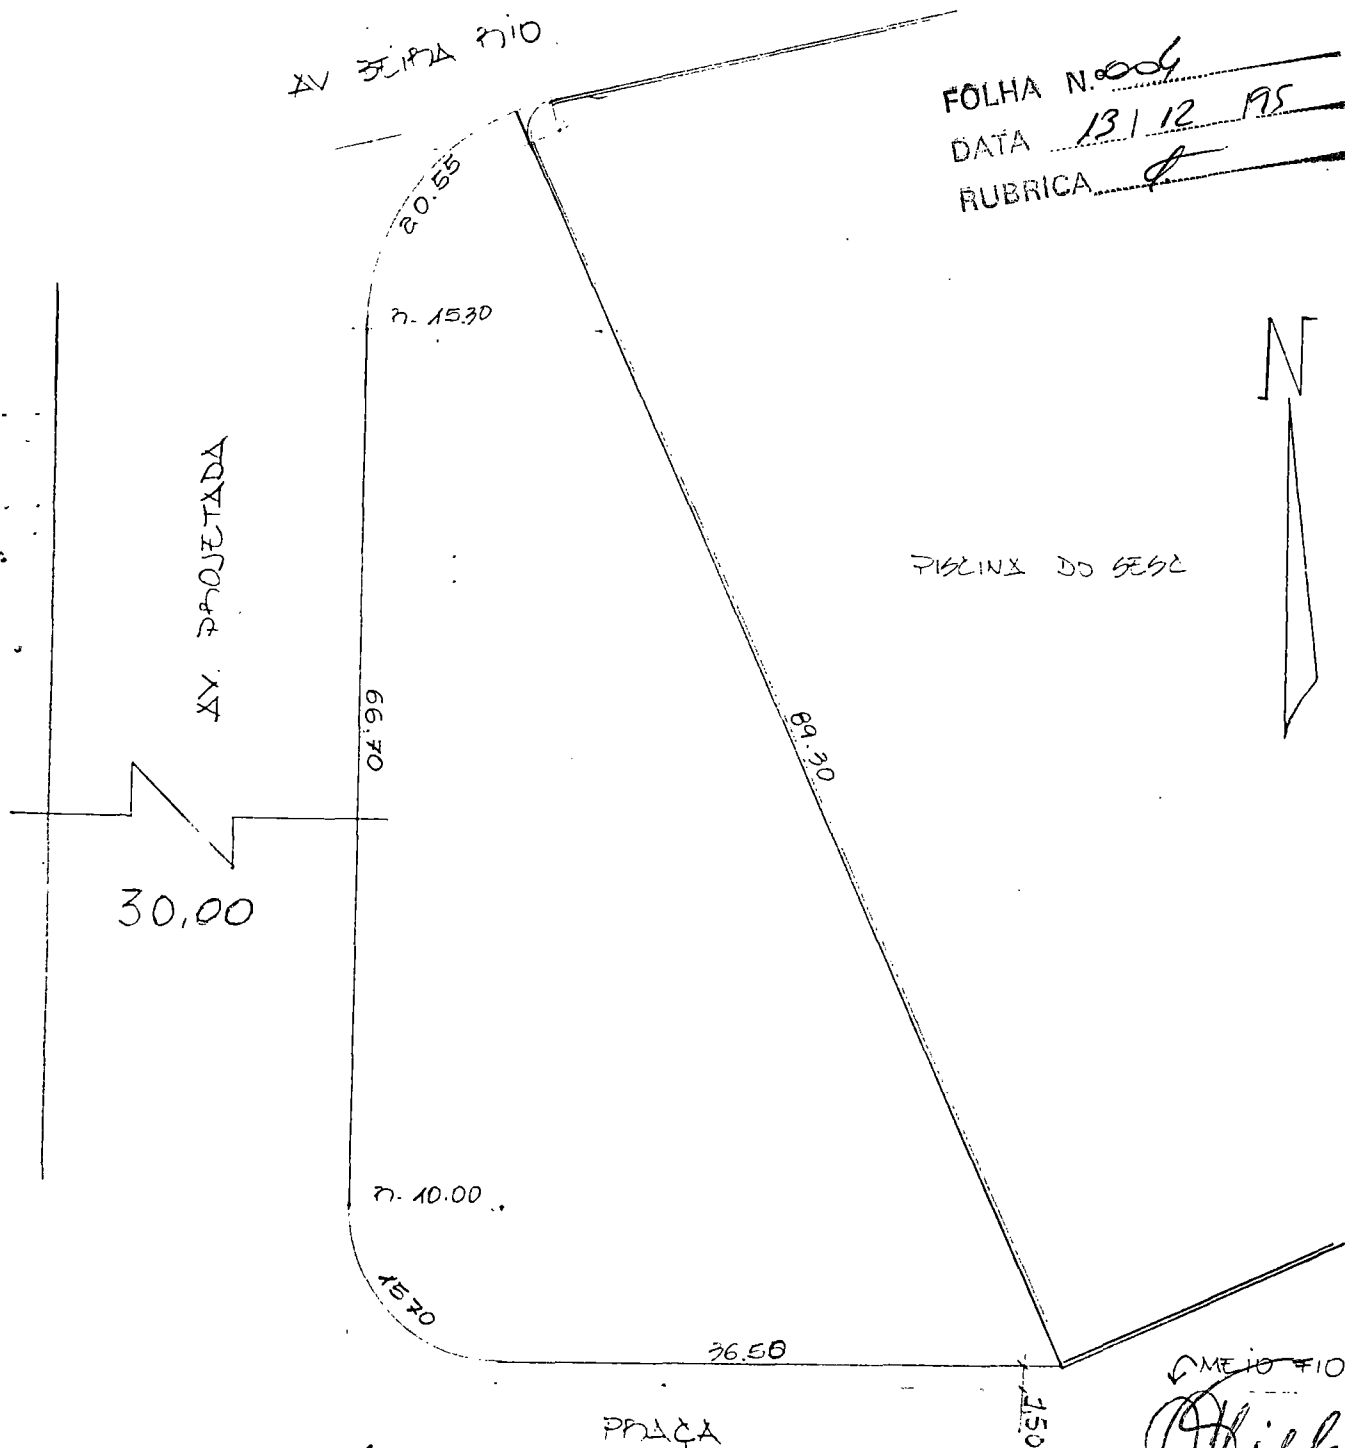 AV BEIRA RIO
FOLHA N.º 004
DATA 13/12/95
RUBRICA
20.55
R. 15.30
N
AV. PROJETADA
PISCINA DO SESC
66.70
89.30
30,00
R. 10.00
15.70
36.50
MEIO FIO
1,50
PRAÇA